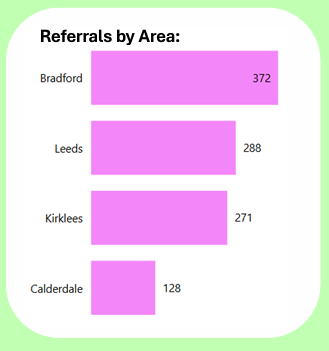 Referrals by Area:
Bradford 372
Leeds 288
Kirklees 271
Calderdale 128